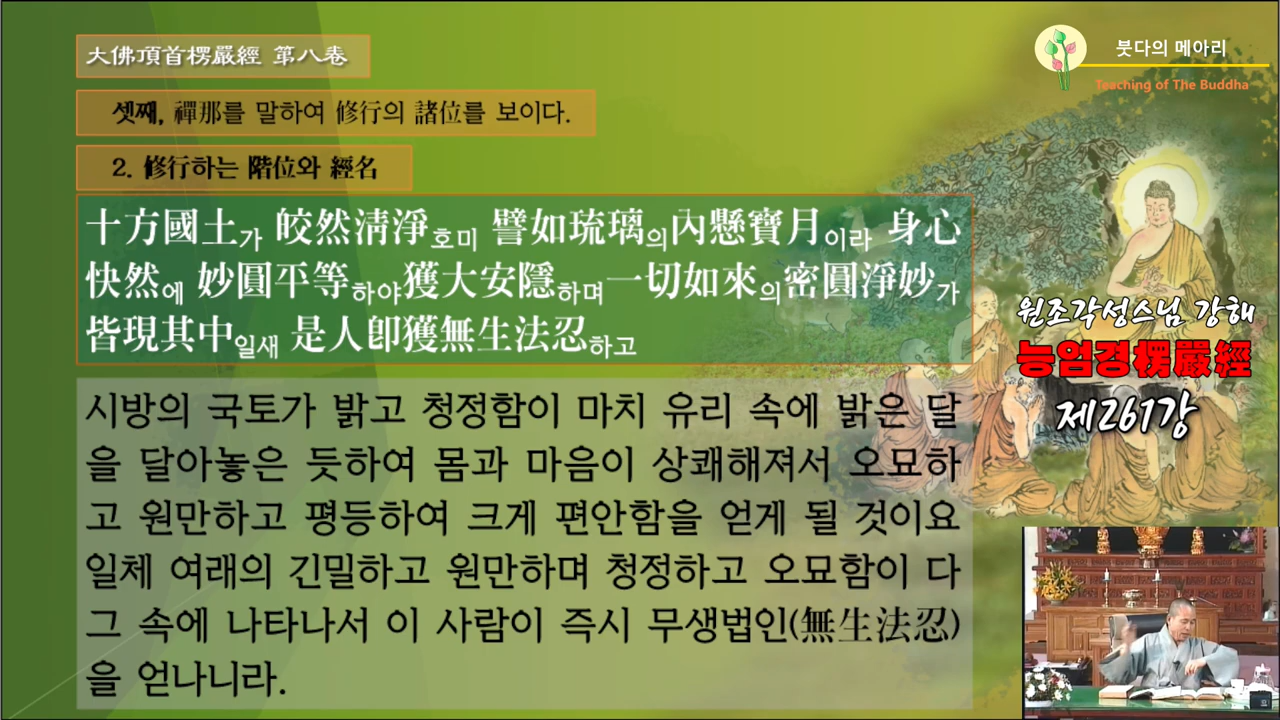 大佛頂首楞嚴經 第八卷
셋째, 禪那를 말하여 修行의 諸位를 보이다.
2. 修行하는 階位와 經名
十方國土가 皎然淸淨호미 譬如琉璃의內懸寶月이라 身心
快然에 妙圓平等하야獲大安隱하며一切如來의密圓淨妙가
皆現其中일새 是人卽獲無生法忍하고
시방의 국토가 밝고 청정함이 마치 유리 속에 밝은 달
을 달아놓은 듯하여 몸과 마음이 상쾌해져서 오묘하
고 원만하고 평등하여 크게 편안함을 얻게 될 것이요
일체 여래의 긴밀하고 원만하며 청정하고 오묘함이 다
그 속에 나타나서 이 사람이 즉시 무생법인(無生法忍)
을 얻나니라.
붓다의 메아리
Teaching of The Buddha
원조각성스님 강해
능엄경楞嚴經
제261강